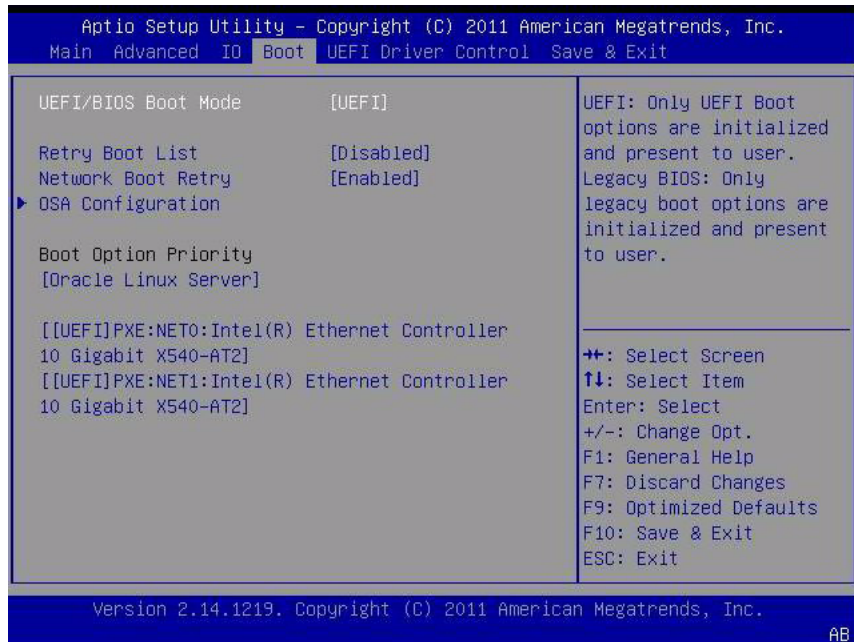 Aptio Setup Utility – Copyright (C) 2011 American Megatrends, Inc.
Main Advanced IO Boot UEFI Driver Control Save & Exit
UEFI/BIOS Boot Mode [UEFI]
Retry Boot List [Disabled]
Network Boot Retry [Enabled]
OSA Configuration
Boot Option Priority
[Oracle Linux Server]
[[UEFI]PXE:NET0:Intel(R) Ethernet Controller
10 Gigabit X540-AT2]
[[UEFI]PXE:NET1:Intel(R) Ethernet Controller
10 Gigabit X540-AT2]
UEFI: Only UEFI Boot
options are initialized
and present to user.
Legacy BIOS: Only
legacy boot options are
initialized and present
to user.
→←: Select Screen
↑↓: Select Item
Enter: Select
+/-: Change Opt.
F1: General Help
F7: Discard Changes
F9: Optimized Defaults
F10: Save & Exit
ESC: Exit
Version 2.14.1219. Copyright (C) 2011 American Megatrends, Inc.
AB